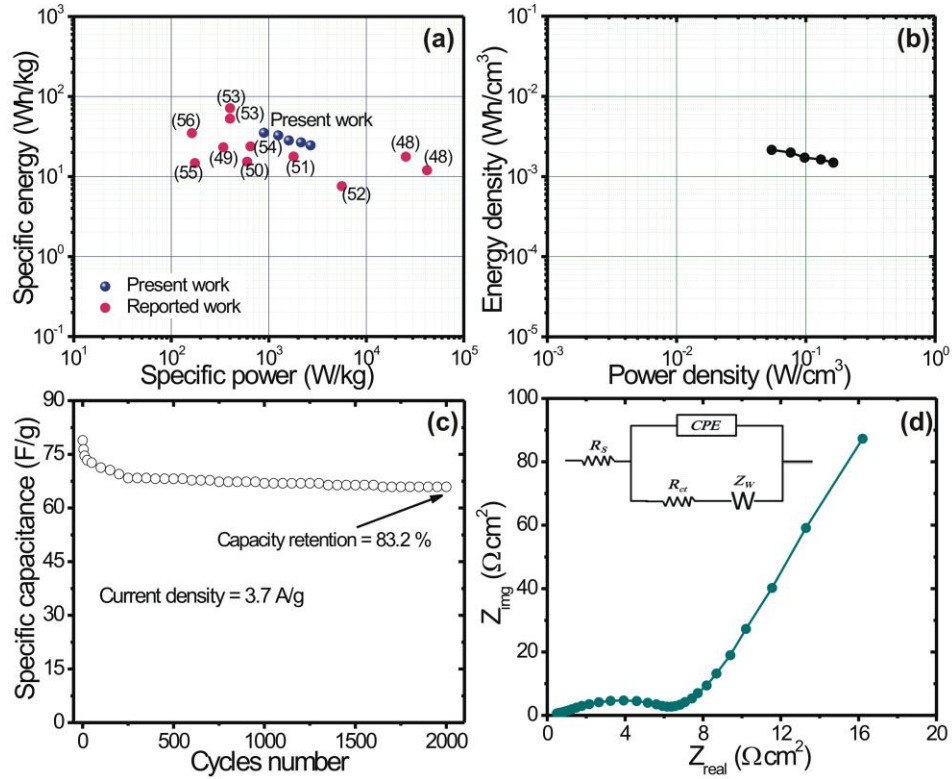 (a)
Specific energy (Wh/kg)
10³
10²
10¹
10⁰
10⁻¹
(53)
(53)
Present work
(56)
(54)
(48)
(48)
(49)
(51)
(55)
(50)
(52)
Present work
Reported work
10¹ 10² 10³ 10⁴ 10⁵
Specific power (W/kg)
(b)
Energy density (Wh/cm³)
10⁻¹
10⁻²
10⁻³
10⁻⁴
10⁻⁵
10⁻³ 10⁻² 10⁻¹ 10⁰
Power density (W/cm³)
(c)
Specific capacitance (F/g)
90
75
60
45
30
15
0
Capacity retention = 83.2 %
Current density = 3.7 A/g
0 500 1000 1500 2000
Cycles number
(d)
Z_img (Ωcm²)
100
80
60
40
20
0
CPE
R_S
R_ct
Z_W
0 4 8 12 16 20
Z_real (Ωcm²)